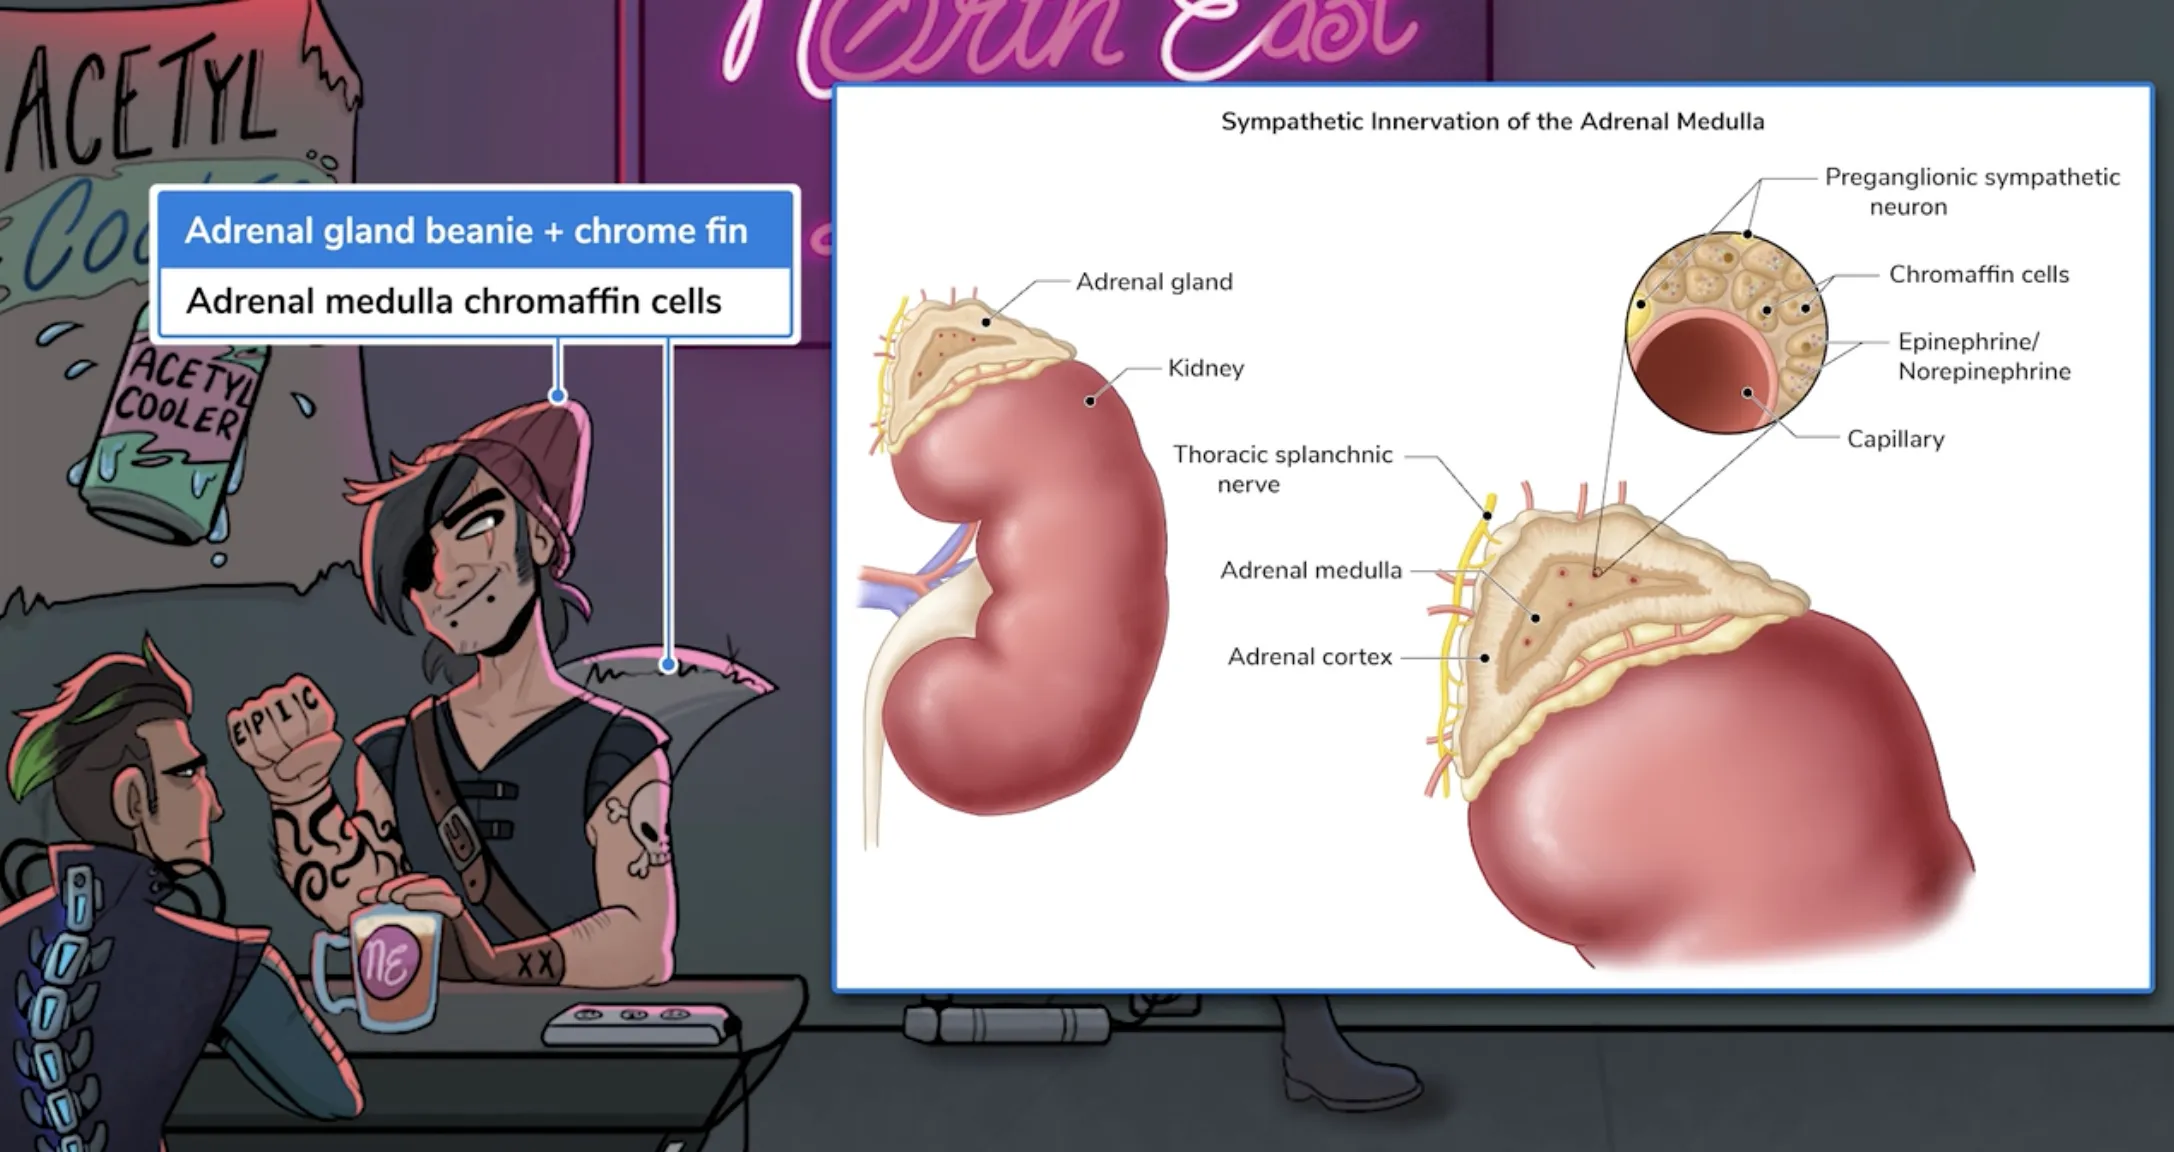 ACETYL
North East
Sympathetic Innervation of the Adrenal Medulla
Adrenal gland beanie + chrome fin
Adrenal medulla chromaffin cells
ACETYL
COOLER
EPIC
NE
XX
Adrenal gland
Kidney
Preganglionic sympathetic
neuron
Chromaffin cells
Epinephrine/
Norepinephrine
Capillary
Thoracic splanchnic
nerve
Adrenal medulla
Adrenal cortex